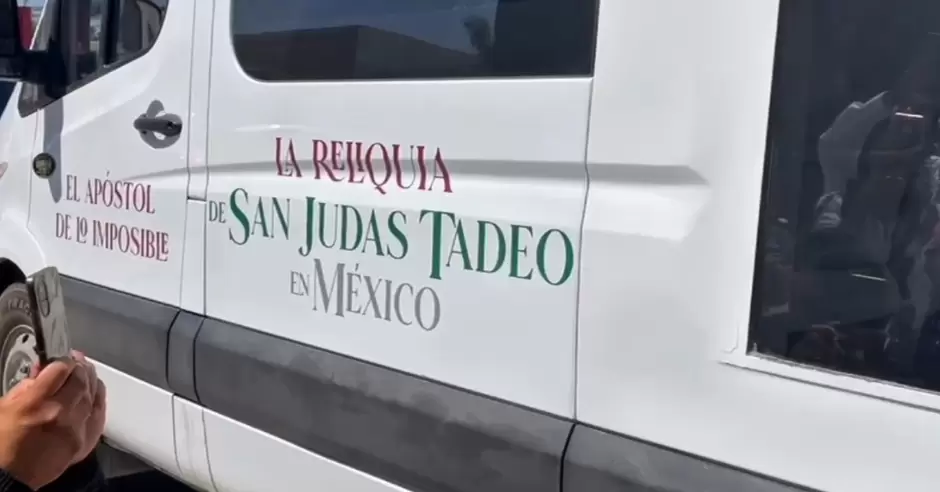 EL APÓSTOL
DE LO IMPOSIBLE
LA RELIQUIA
DE SAN JUDAS TADEO
EN MÉXICO